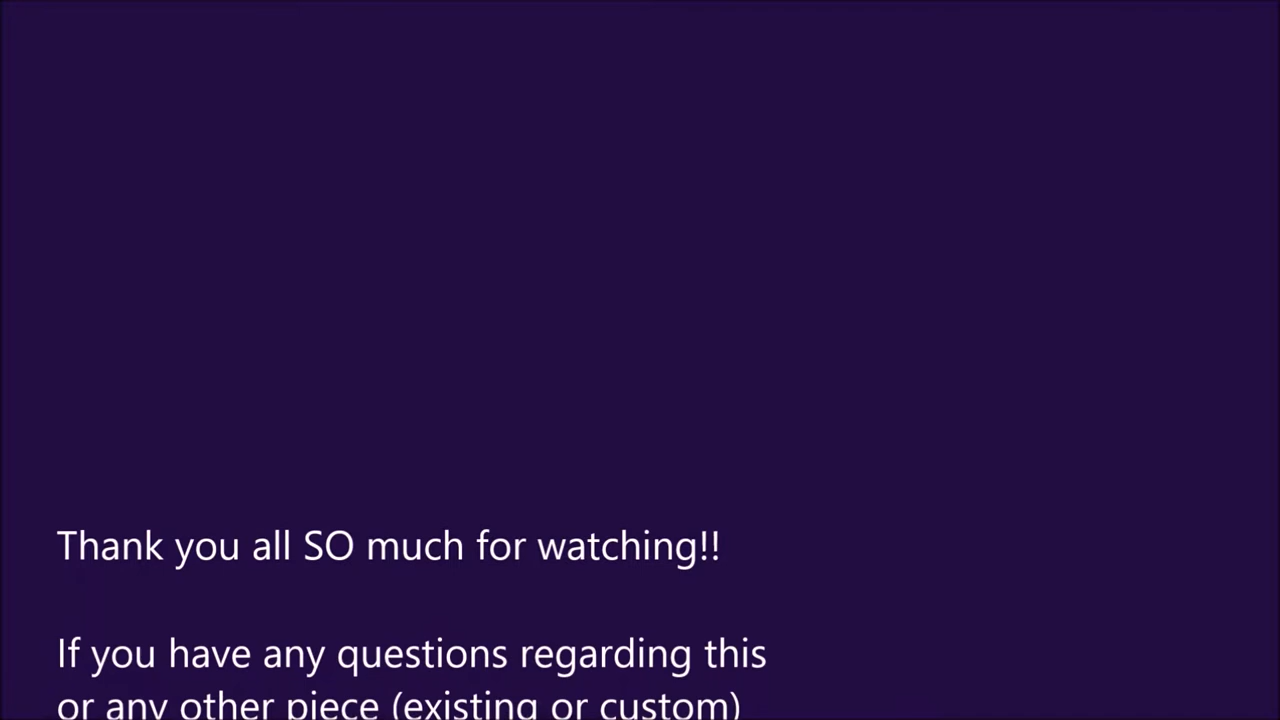 Thank you all SO much for watching!!
If you have any questions regarding this
or any other piece (existing or custom)